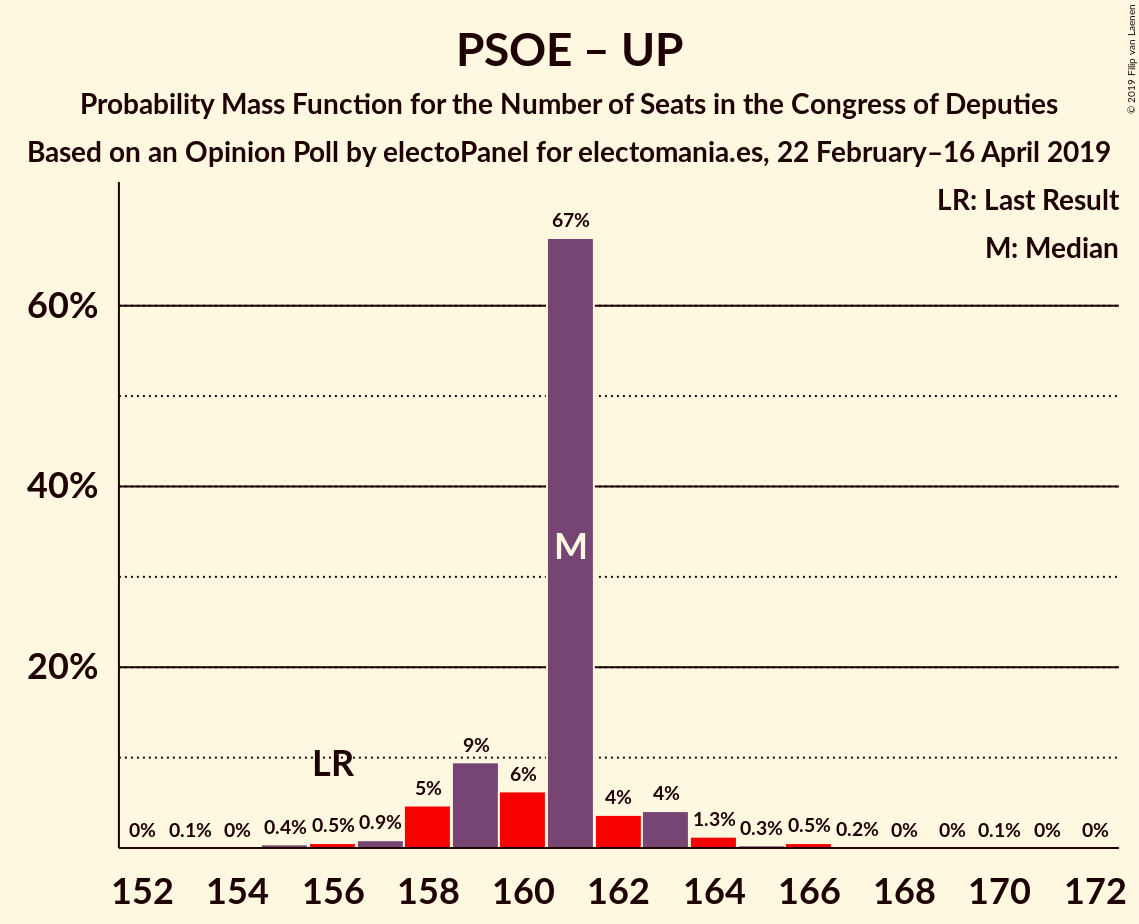 PSOE – UP
Probability Mass Function for the Number of Seats in the Congress of Deputies
Based on an Opinion Poll by electoPanel for electomania.es, 22 February–16 April 2019
© 2019 Filip van Laenen
LR: Last Result
M: Median
67%
60%
40%
M
20%
LR
9%
6%
5%
4%
4%
0% 0.1% 0% 0.4% 0.5% 0.9% 1.3% 0.3% 0.5% 0.2% 0% 0% 0.1% 0% 0%
152 154 156 158 160 162 164 166 168 170 172